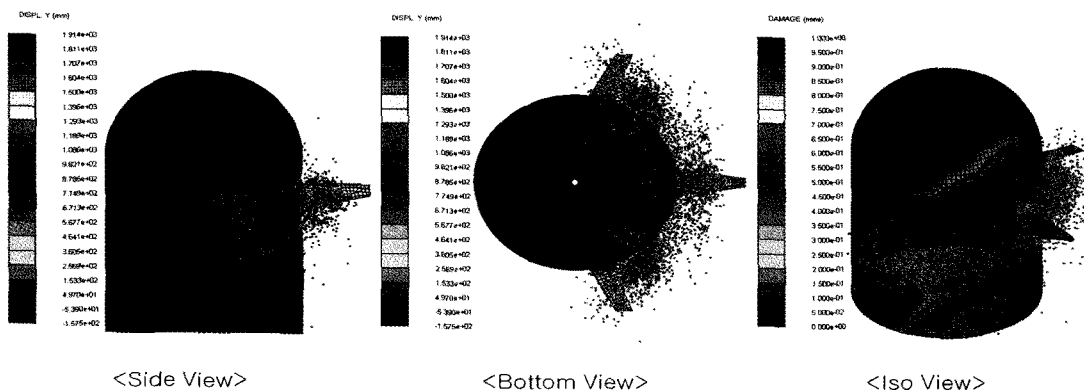 DISPL. Y (mm)
1.914e+03
1.811e+03
1.707e+03
1.604e+03
1.500e+03
1.396e+03
1.293e+03
1.189e+03
1.086e+03
9.821e+02
8.785e+02
7.749e+02
6.713e+02
5.677e+02
4.641e+02
3.605e+02
2.569e+02
1.533e+02
4.970e+01
-5.390e+01
-1.575e+02
<Side View>
DISPL. Y (mm)
1.914e+03
1.811e+03
1.707e+03
1.604e+03
1.500e+03
1.396e+03
1.293e+03
1.189e+03
1.086e+03
9.821e+02
8.785e+02
7.749e+02
6.713e+02
5.677e+02
4.641e+02
3.605e+02
2.569e+02
1.533e+02
4.970e+01
-5.390e+01
-1.575e+02
<Bottom View>
DAMAGE (none)
1.000e+00
9.500e-01
9.000e-01
8.500e-01
8.000e-01
7.500e-01
7.000e-01
6.500e-01
6.000e-01
5.500e-01
5.000e-01
4.500e-01
4.000e-01
3.500e-01
3.000e-01
2.500e-01
2.000e-01
1.500e-01
1.000e-01
5.000e-02
0.000e+00
<Iso View>